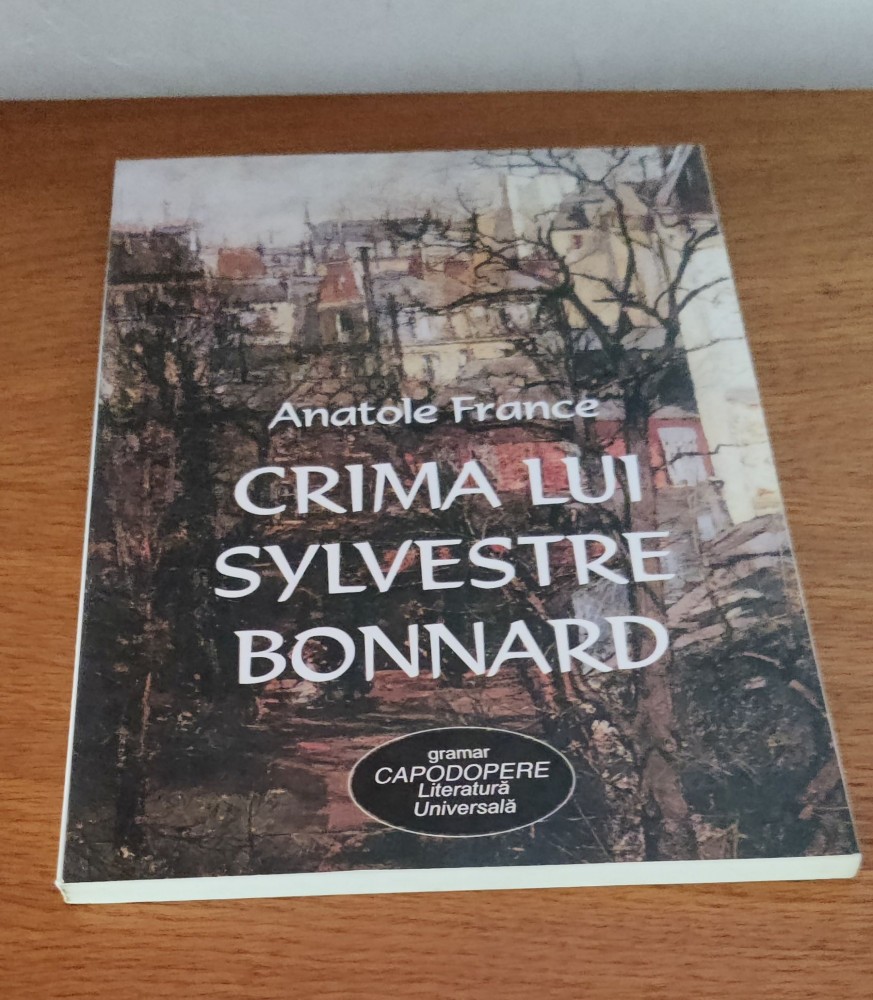 Anatole France
CRIMA LUI
SYLVESTRE
BONNARD
gramar
CAPODOPERE
Literatură
Universală